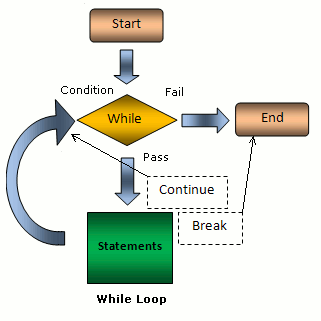 Start
Condition
Fail
While
End
Pass
Continue
Break
Statements
While Loop